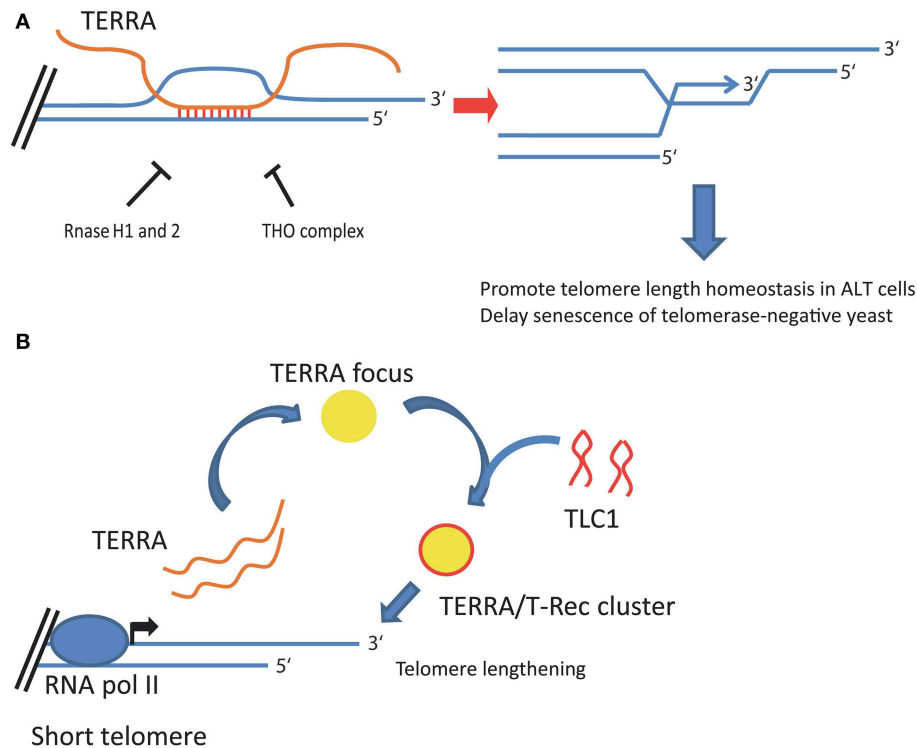 A
TERRA
3‘
5‘
Rnase H1 and 2
THO complex
3‘
3‘
5‘
5‘
Promote telomere length homeostasis in ALT cells
Delay senescence of telomerase-negative yeast
B
TERRA focus
TLC1
TERRA
TERRA/T-Rec cluster
3‘
5‘
Telomere lengthening
RNA pol II
Short telomere